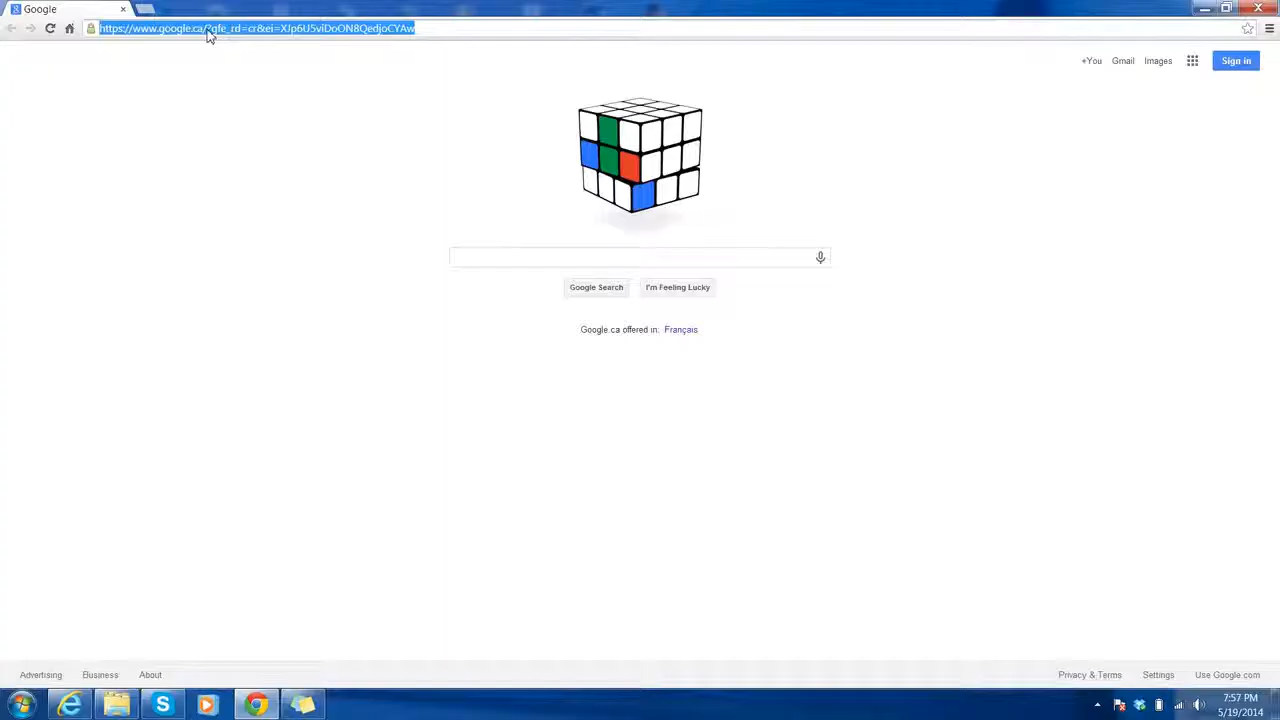 Google
https://www.google.ca/?gfe_rd=cr&ei=XJp6U5viDoON8QedjoCYAw
+You Gmail Images Sign in
Google Search I'm Feeling Lucky
Google.ca offered in: Français
Advertising Business About Privacy & Terms Settings Use Google.com
7:57 PM
5/19/2014